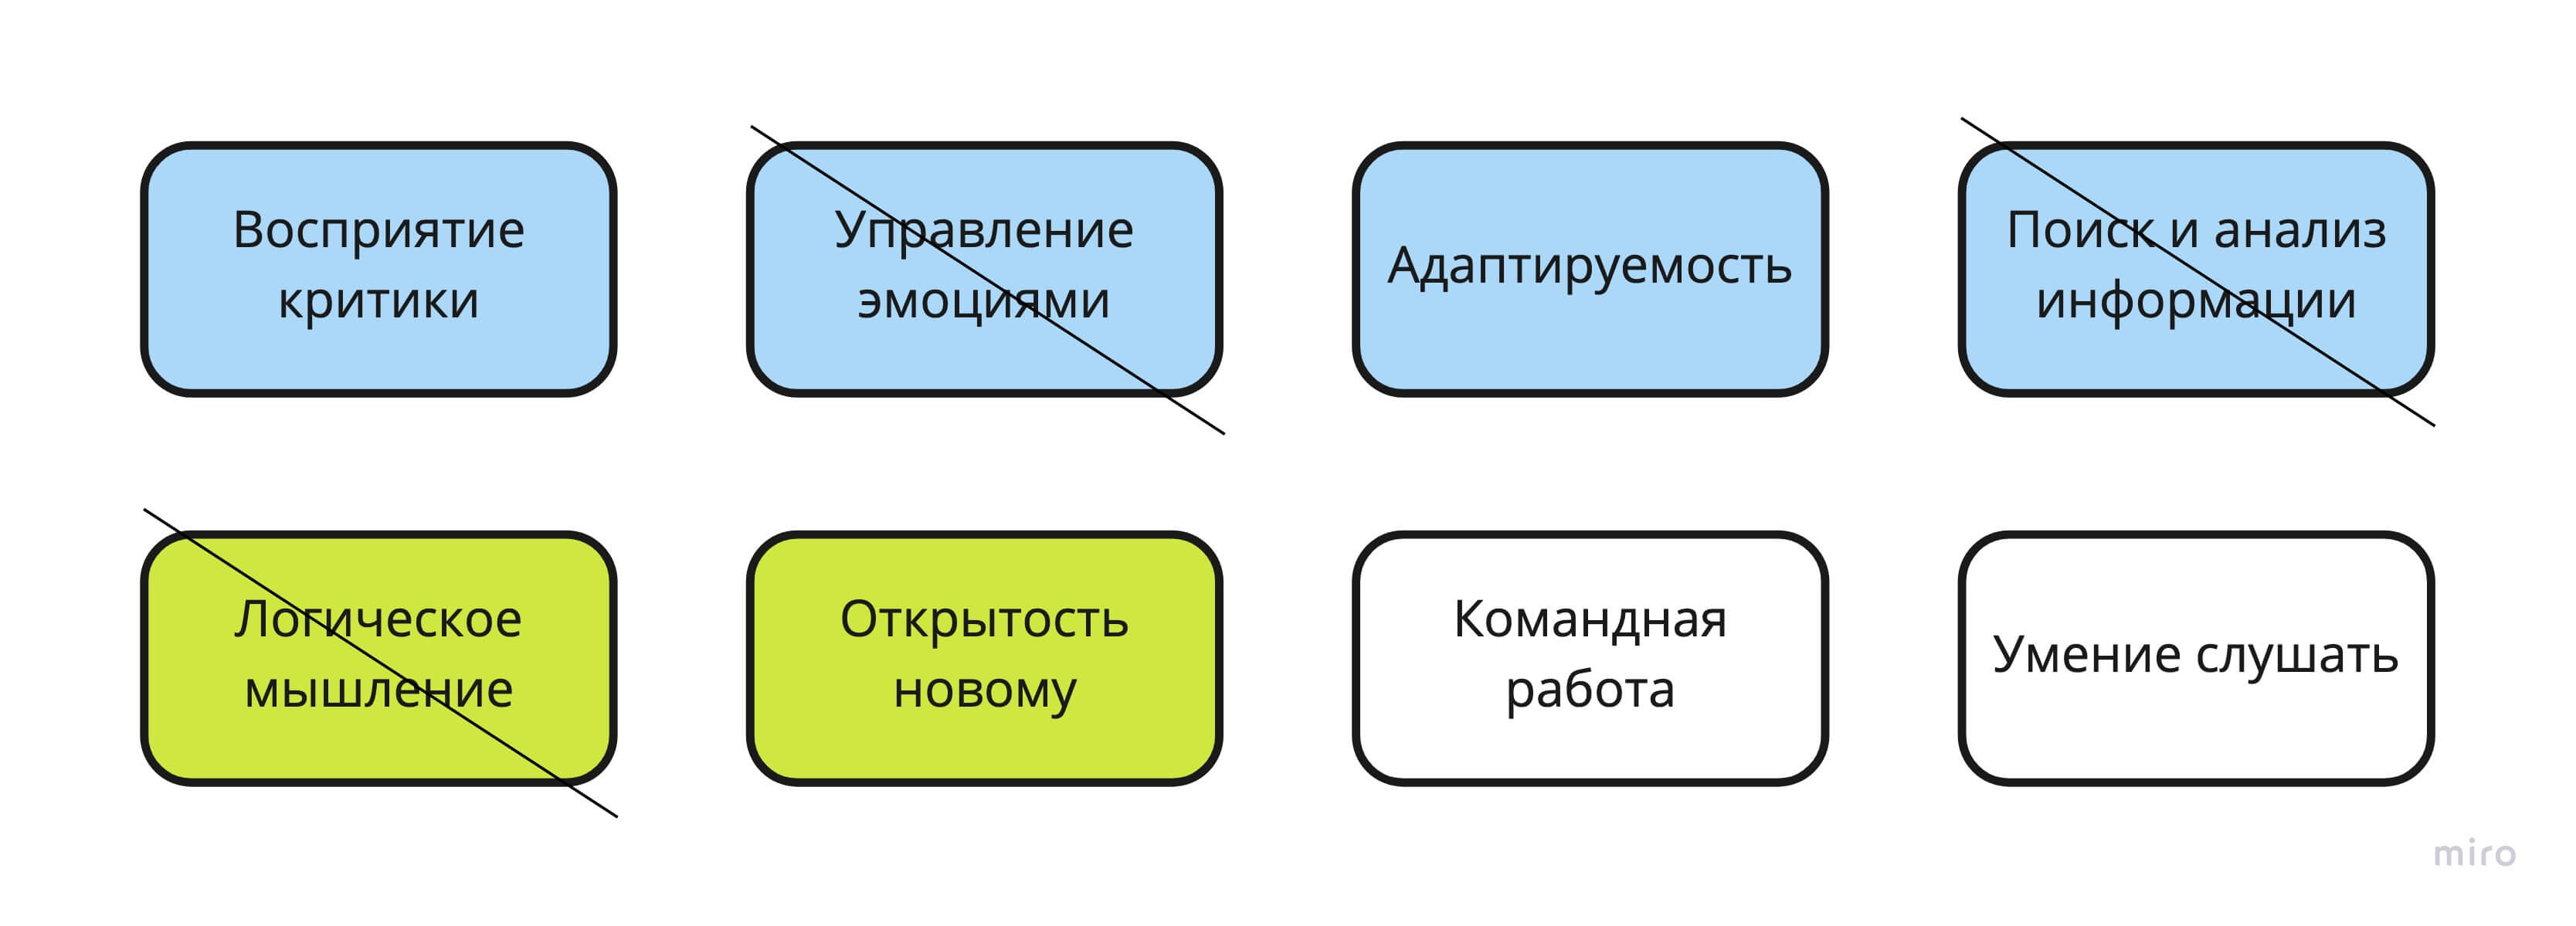 Восприятие
критики
Управление
эмоциями
Адаптируемость
Поиск и анализ
информации
Логическое
мышление
Открытость
новому
Командная
работа
Умение слушать
miro